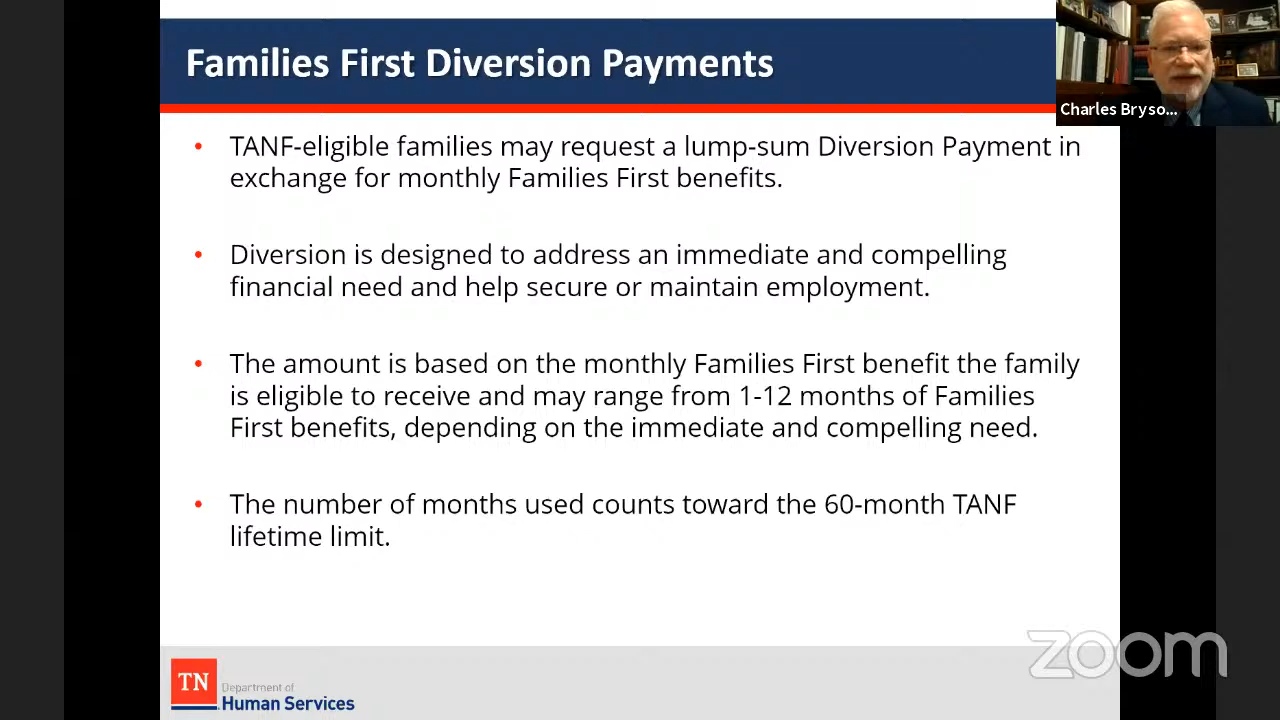 Families First Diversion Payments
Charles Bryso...
• TANF-eligible families may request a lump-sum Diversion Payment in
exchange for monthly Families First benefits.
• Diversion is designed to address an immediate and compelling
financial need and help secure or maintain employment.
• The amount is based on the monthly Families First benefit the family
is eligible to receive and may range from 1-12 months of Families
First benefits, depending on the immediate and compelling need.
• The number of months used counts toward the 60-month TANF
lifetime limit.
zoom
TN
Department of
Human Services